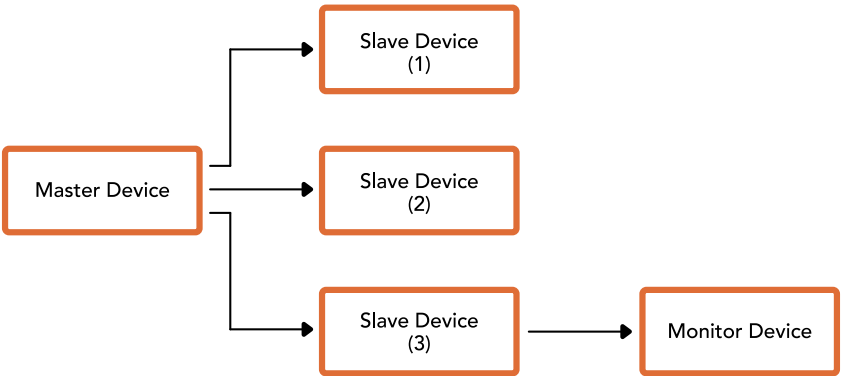 Slave Device
(1)
Master Device
Slave Device
(2)
Slave Device
(3)
Monitor Device